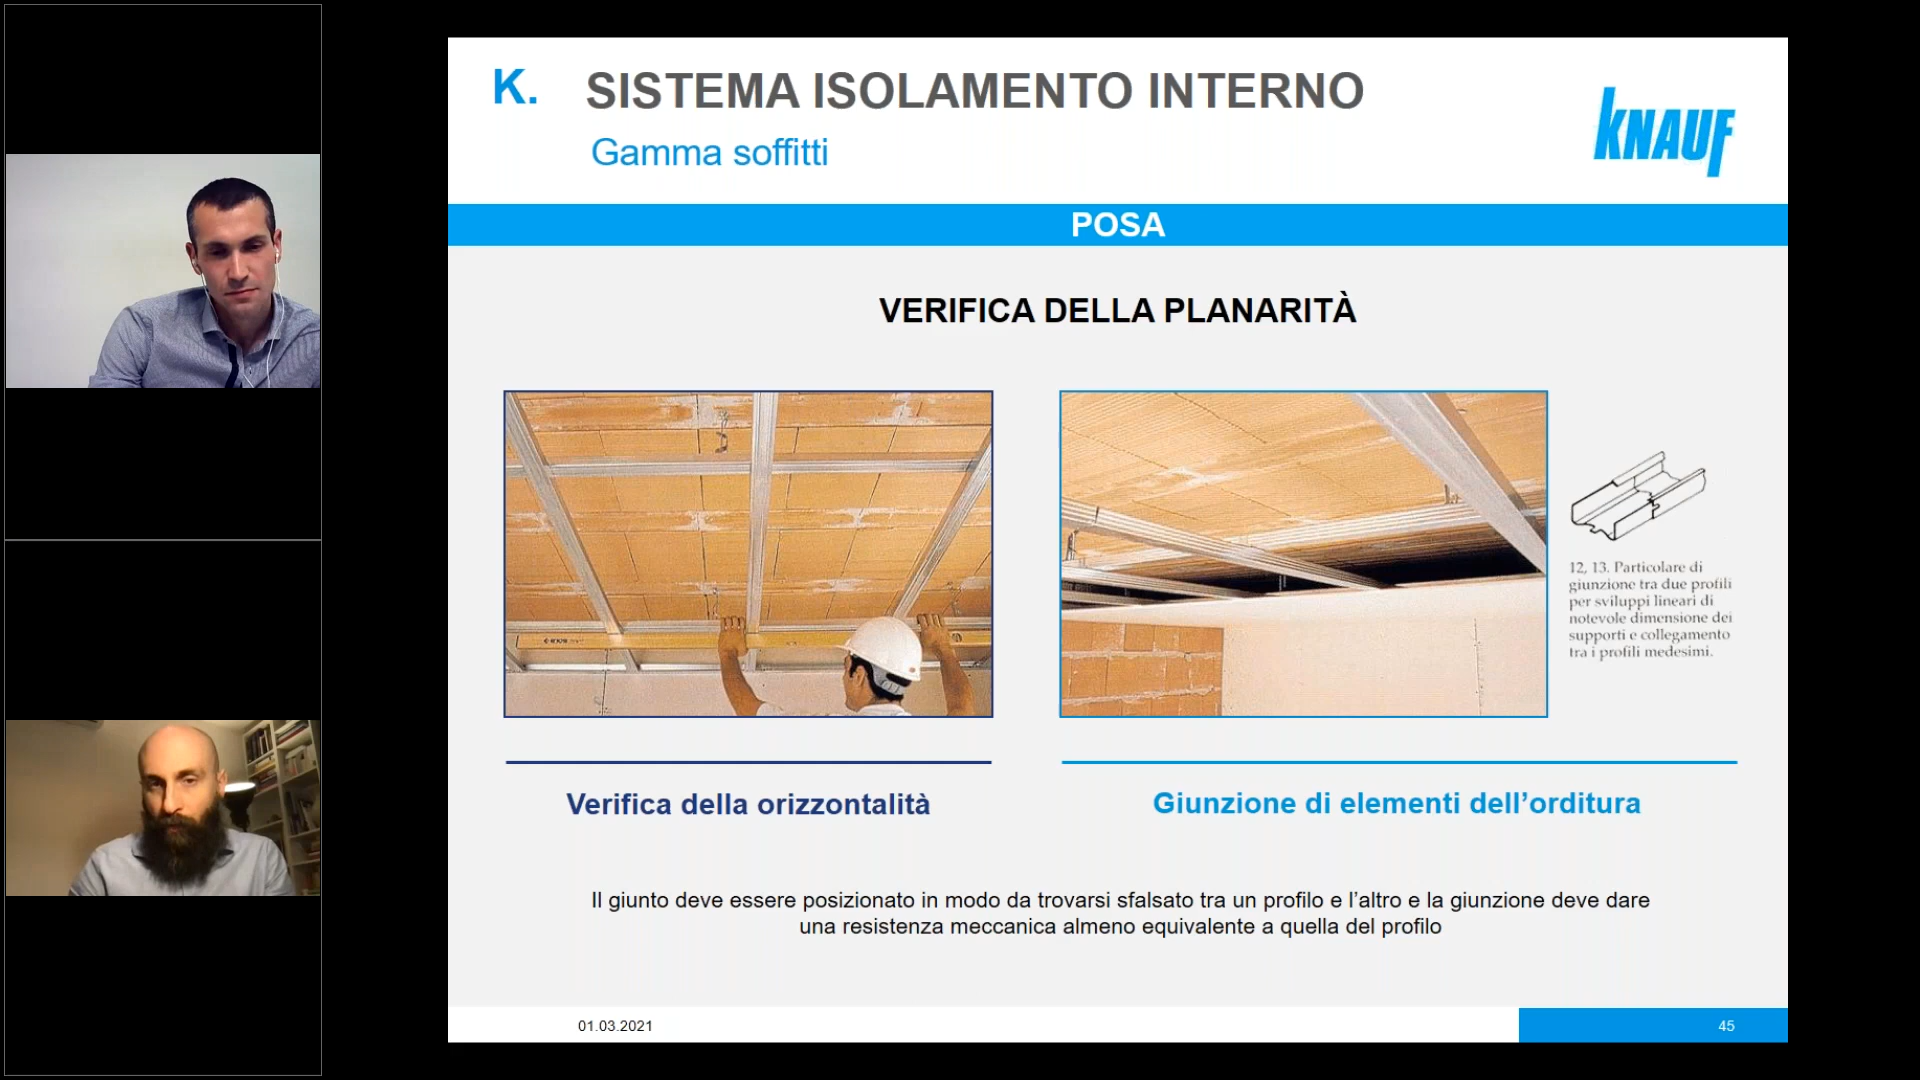 K. SISTEMA ISOLAMENTO INTERNO
Gamma soffitti
KNAUF
POSA
VERIFICA DELLA PLANARITÀ
12, 13. Particolare di
giunzione tra due profili
per sviluppi lineari di
notevole dimensione dei
supporti e collegamento
tra i profili medesimi.
Verifica della orizzontalità
Giunzione di elementi dell’orditura
Il giunto deve essere posizionato in modo da trovarsi sfalsato tra un profilo e l’altro e la giunzione deve dare
una resistenza meccanica almeno equivalente a quella del profilo
01.03.2021
45